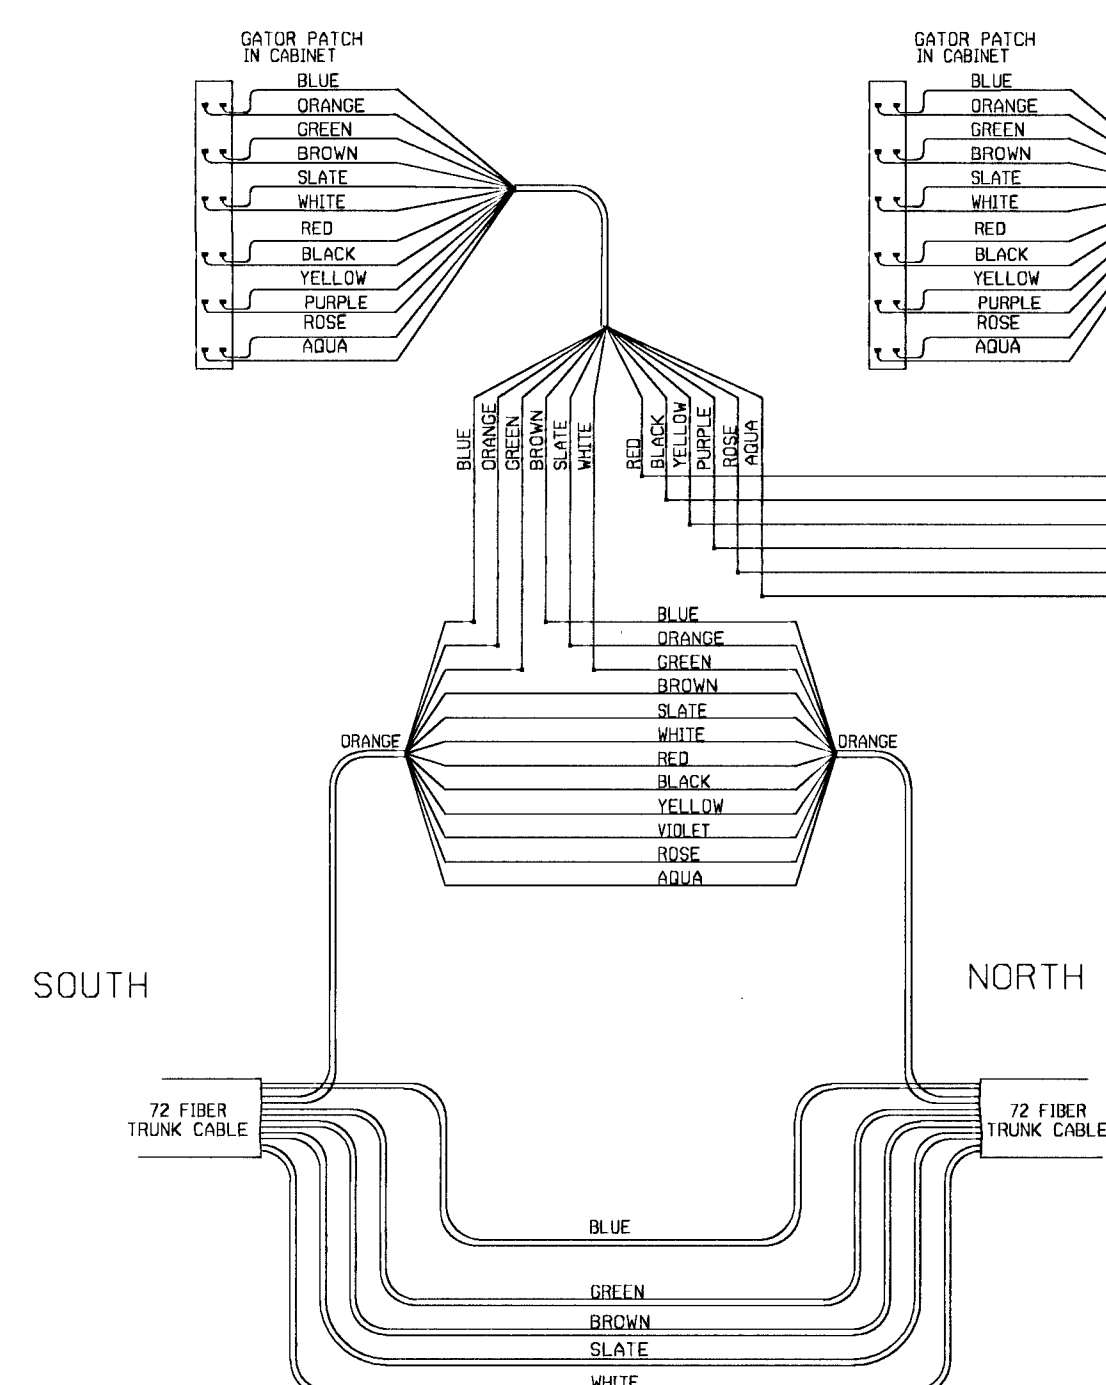 GATOR PATCH
IN CABINET
BLUE
ORANGE
GREEN
BROWN
SLATE
WHITE
RED
BLACK
YELLOW
PURPLE
ROSE
AQUA
GATOR PATCH
IN CABINET
BLUE
ORANGE
GREEN
BROWN
SLATE
WHITE
RED
BLACK
YELLOW
PURPLE
ROSE
AQUA
BLUE
ORANGE
GREEN
BROWN
SLATE
WHITE
RED
BLACK
YELLOW
PURPLE
ROSE
AQUA
BLUE
ORANGE
GREEN
BROWN
SLATE
WHITE
RED
BLACK
YELLOW
VIOLET
ROSE
AQUA
ORANGE
ORANGE
SOUTH
NORTH
72 FIBER
TRUNK CABLE
72 FIBER
TRUNK CABLE
BLUE
GREEN
BROWN
SLATE
WHITE